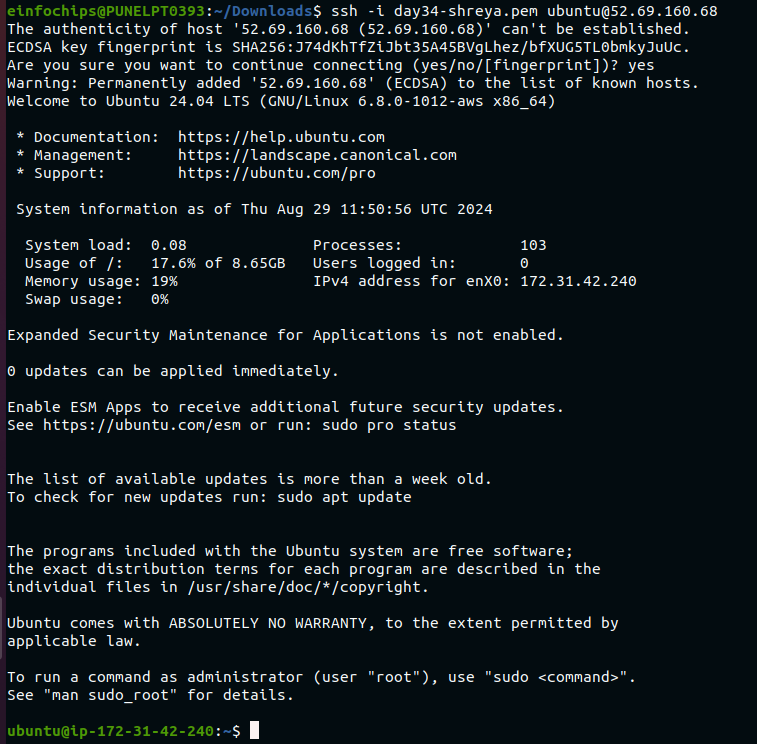 einfochips@PUNELPT0393:~/Downloads$ ssh -i day34-shreya.pem ubuntu@52.69.160.68
The authenticity of host '52.69.160.68 (52.69.160.68)' can't be established.
ECDSA key fingerprint is SHA256:J74dKhTfZiJbt35A45BVgLhez/bfXUG5TL0bmkyJuUc.
Are you sure you want to continue connecting (yes/no/[fingerprint])? yes
Warning: Permanently added '52.69.160.68' (ECDSA) to the list of known hosts.
Welcome to Ubuntu 24.04 LTS (GNU/Linux 6.8.0-1012-aws x86_64)

 * Documentation:  https://help.ubuntu.com
 * Management:     https://landscape.canonical.com
 * Support:        https://ubuntu.com/pro

 System information as of Thu Aug 29 11:50:56 UTC 2024

  System load:  0.08              Processes:             103
  Usage of /:   17.6% of 8.65GB   Users logged in:       0
  Memory usage: 19%               IPv4 address for enX0: 172.31.42.240
  Swap usage:   0%

Expanded Security Maintenance for Applications is not enabled.

0 updates can be applied immediately.

Enable ESM Apps to receive additional future security updates.
See https://ubuntu.com/esm or run: sudo pro status


The list of available updates is more than a week old.
To check for new updates run: sudo apt update


The programs included with the Ubuntu system are free software;
the exact distribution terms for each program are described in the
individual files in /usr/share/doc/*/copyright.

Ubuntu comes with ABSOLUTELY NO WARRANTY, to the extent permitted by
applicable law.

To run a command as administrator (user "root"), use "sudo <command>".
See "man sudo_root" for details.

ubuntu@ip-172-31-42-240:~$